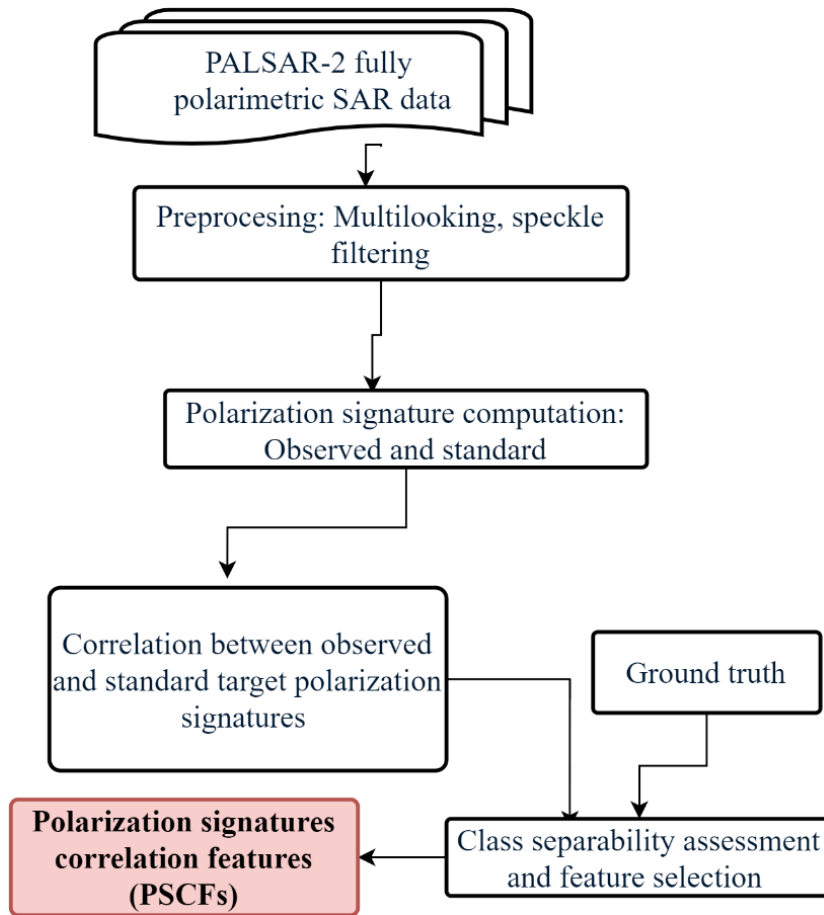 PALSAR-2 fully
polarimetric SAR data
Preprocesing: Multilooking, speckle
filtering
Polarization signature computation:
Observed and standard
Correlation between observed
and standard target polarization
signatures
Ground truth
Class separability assessment
and feature selection
Polarization signatures
correlation features
(PSCFs)